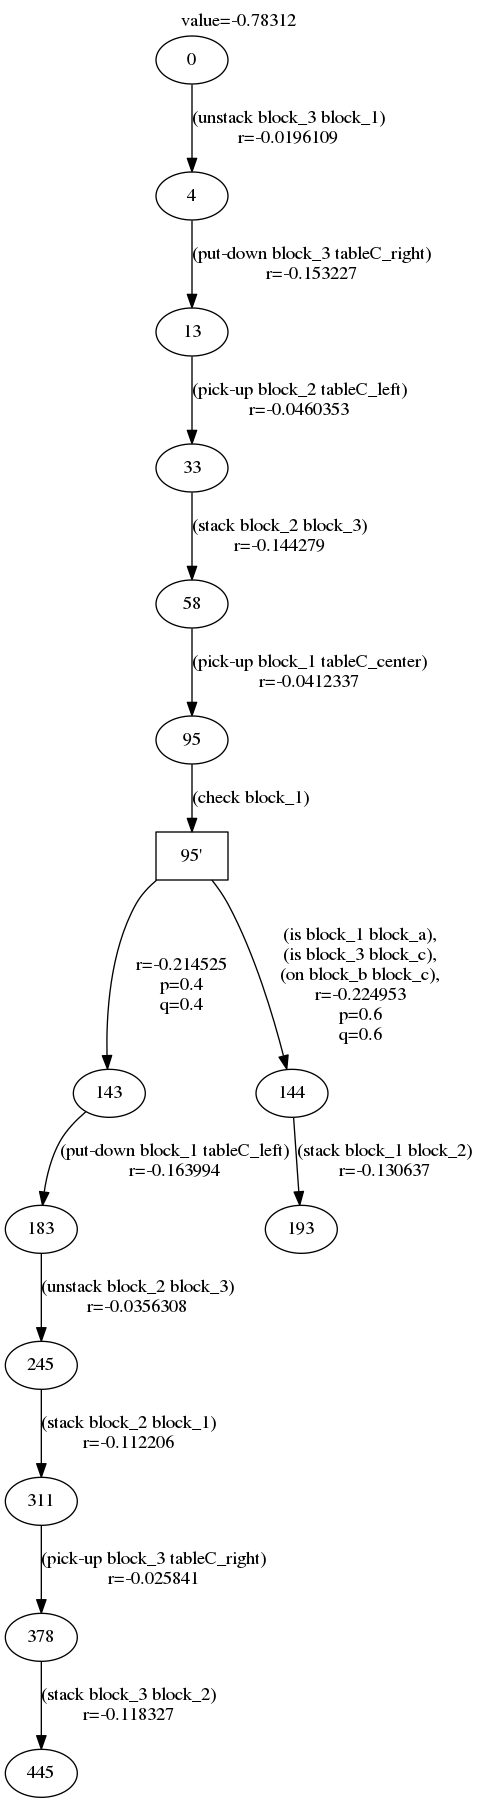 value=-0.78312
0
(unstack block_3 block_1)
r=-0.0196109
4
(put-down block_3 tableC_right)
r=-0.153227
13
(pick-up block_2 tableC_left)
r=-0.0460353
33
(stack block_2 block_3)
r=-0.144279
58
(pick-up block_1 tableC_center)
r=-0.0412337
95
(check block_1)
95'
r=-0.214525
p=0.4
q=0.4
(is block_1 block_a),
(is block_3 block_c),
(on block_b block_c),
r=-0.224953
p=0.6
q=0.6
143
144
(put-down block_1 tableC_left)
r=-0.163994
(stack block_1 block_2)
r=-0.130637
183
193
(unstack block_2 block_3)
r=-0.0356308
245
(stack block_2 block_1)
r=-0.112206
311
(pick-up block_3 tableC_right)
r=-0.025841
378
(stack block_3 block_2)
r=-0.118327
445